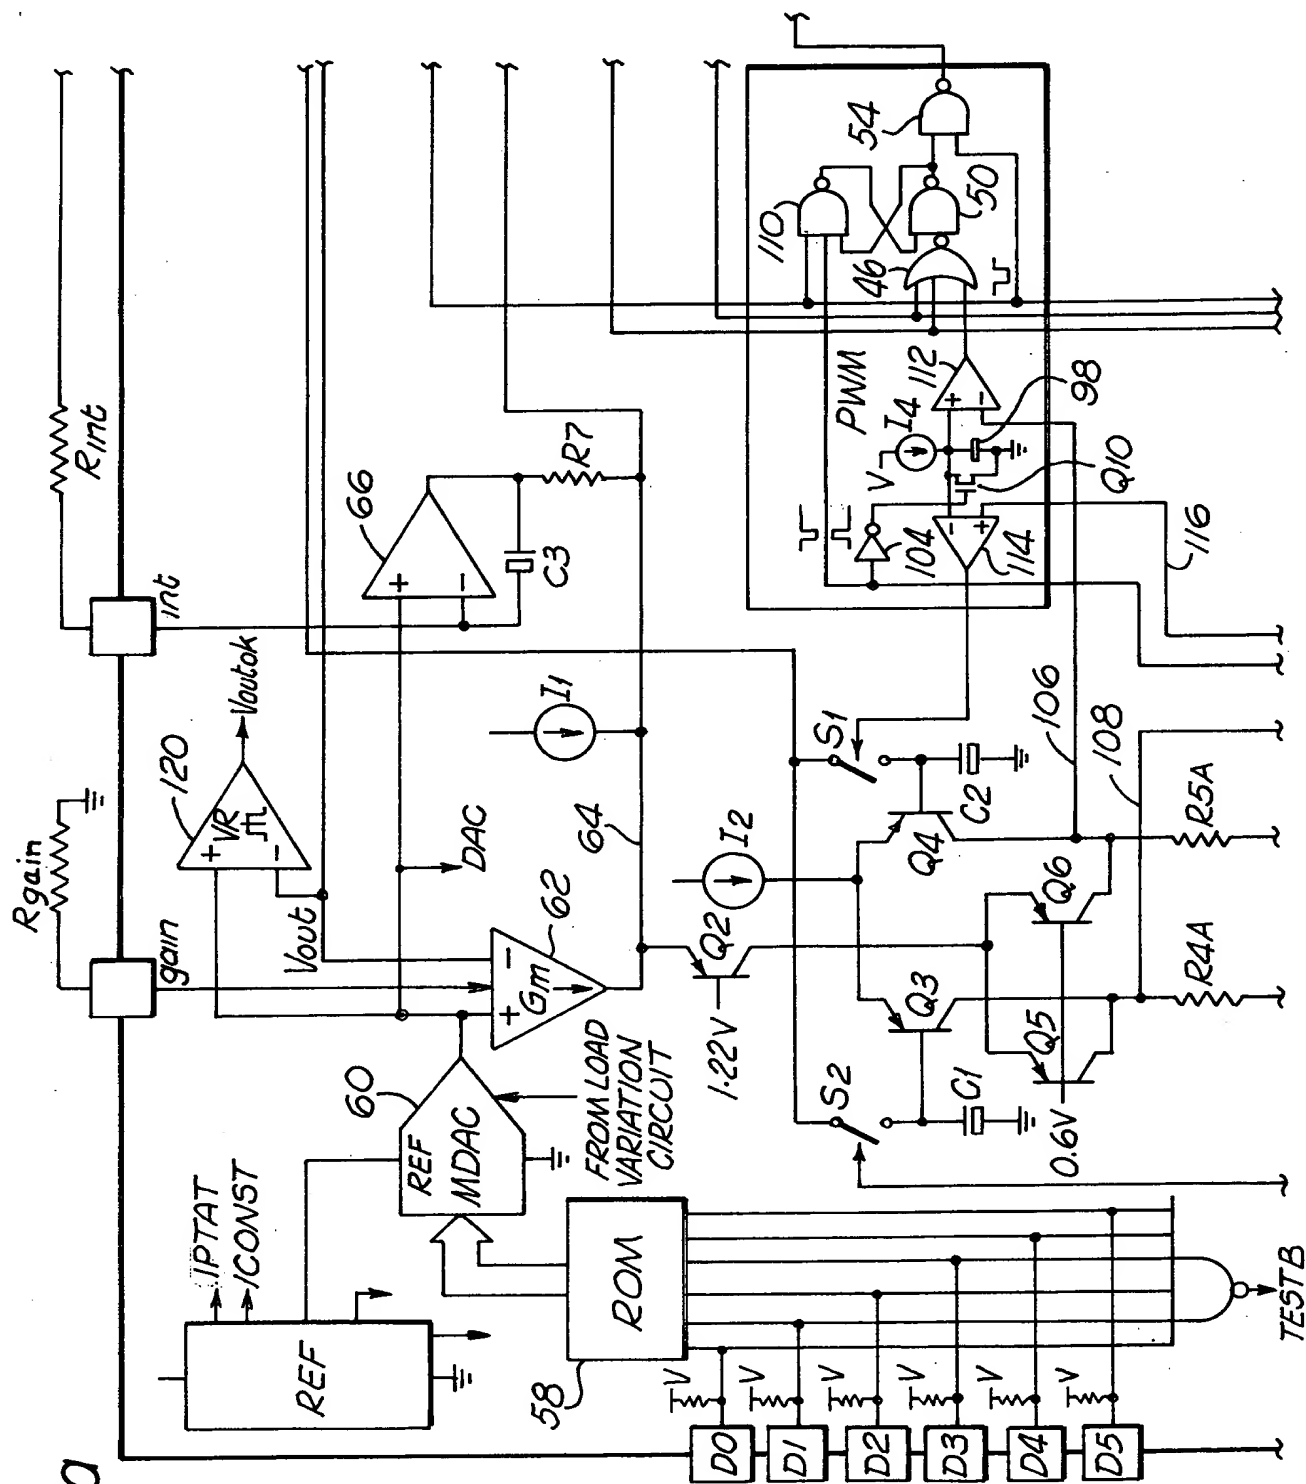 Rint
Rgain
int
gain
Voutok
120
VR
+
-
Vout
66
+
-
C3
R7
I1
DAC
64
62
Gm
+
-
IPTAT
ICONST
REF
60
REF
MDAC
FROM LOAD
VARIATION
CIRCUIT
ROM
58
1.22V
Q2
I2
S1
S2
Q4
C2
Q3
C1
Q5
Q6
0.6V
106
108
R5A
R4A
116
PWM
110
54
50
46
112
+
-
I4
V
98
Q10
104
114
-
+
V
V
V
V
V
V
D0
D1
D2
D3
D4
D5
TESTB
a